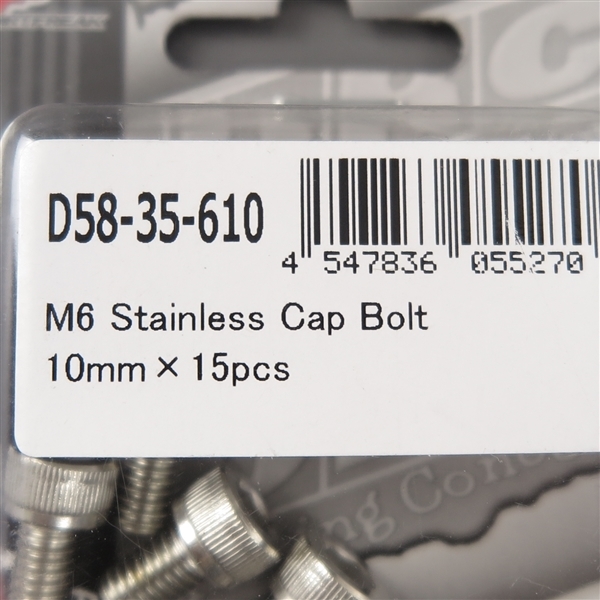 D58-35-610
4 547836 055270
M6 Stainless Cap Bolt
10mm×15pcs